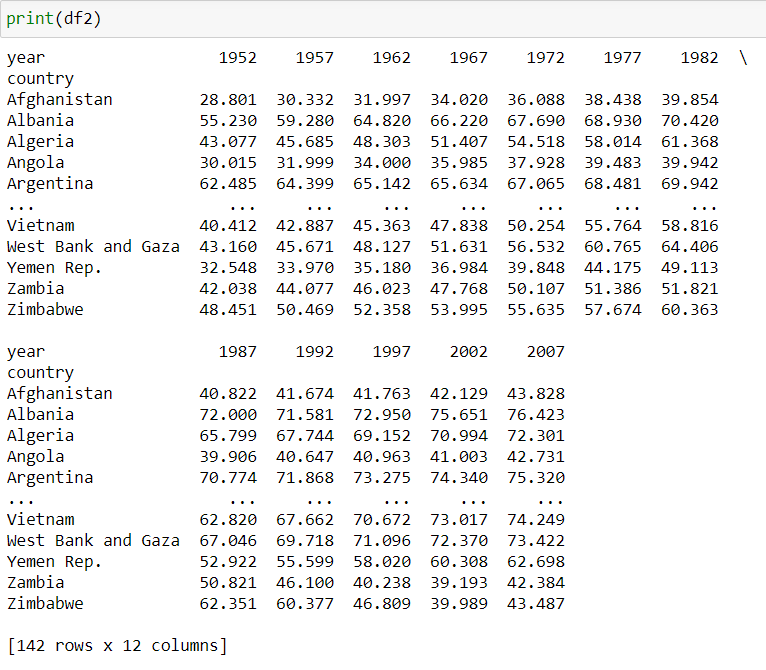 print(df2)
year                  1952    1957    1962    1967    1972    1977    1982  \
country
Afghanistan         28.801  30.332  31.997  34.020  36.088  38.438  39.854
Albania             55.230  59.280  64.820  66.220  67.690  68.930  70.420
Algeria             43.077  45.685  48.303  51.407  54.518  58.014  61.368
Angola              30.015  31.999  34.000  35.985  37.928  39.483  39.942
Argentina           62.485  64.399  65.142  65.634  67.065  68.481  69.942
...                    ...     ...     ...     ...     ...     ...     ...
Vietnam             40.412  42.887  45.363  47.838  50.254  55.764  58.816
West Bank and Gaza  43.160  45.671  48.127  51.631  56.532  60.765  64.406
Yemen Rep.          32.548  33.970  35.180  36.984  39.848  44.175  49.113
Zambia              42.038  44.077  46.023  47.768  50.107  51.386  51.821
Zimbabwe            48.451  50.469  52.358  53.995  55.635  57.674  60.363
year                  1987    1992    1997    2002    2007
country
Afghanistan         40.822  41.674  41.763  42.129  43.828
Albania             72.000  71.581  72.950  75.651  76.423
Algeria             65.799  67.744  69.152  70.994  72.301
Angola              39.906  40.647  40.963  41.003  42.731
Argentina           70.774  71.868  73.275  74.340  75.320
...                    ...     ...     ...     ...     ...
Vietnam             62.820  67.662  70.672  73.017  74.249
West Bank and Gaza  67.046  69.718  71.096  72.370  73.422
Yemen Rep.          52.922  55.599  58.020  60.308  62.698
Zambia              50.821  46.100  40.238  39.193  42.384
Zimbabwe            62.351  60.377  46.809  39.989  43.487
[142 rows x 12 columns]